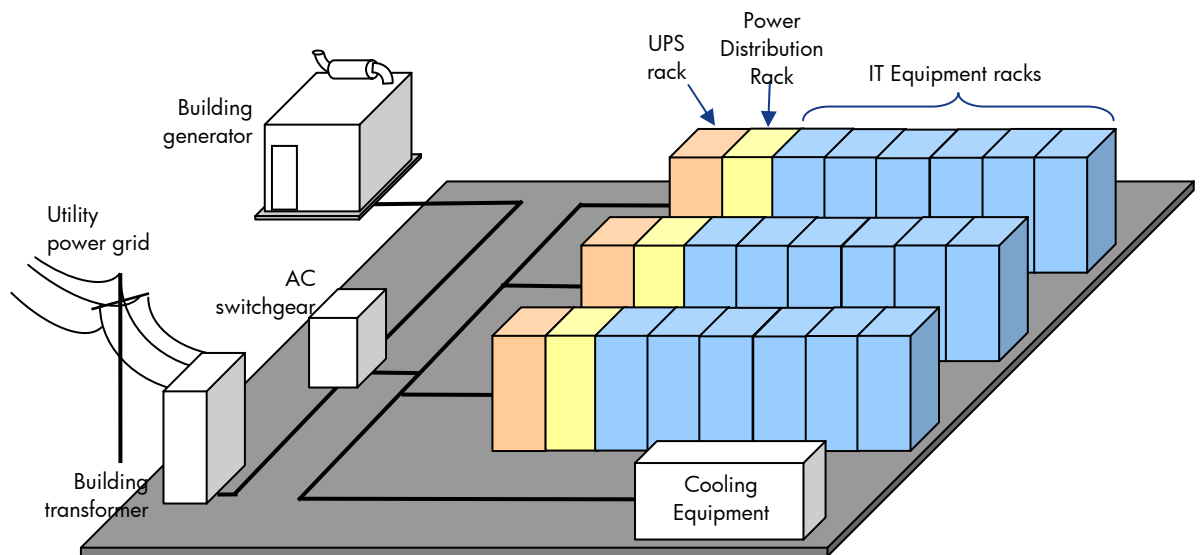 UPS
rack
Power
Distribution
Rack
IT Equipment racks
Building
generator
Utility
power grid
AC
switchgear
Building
transformer
Cooling
Equipment